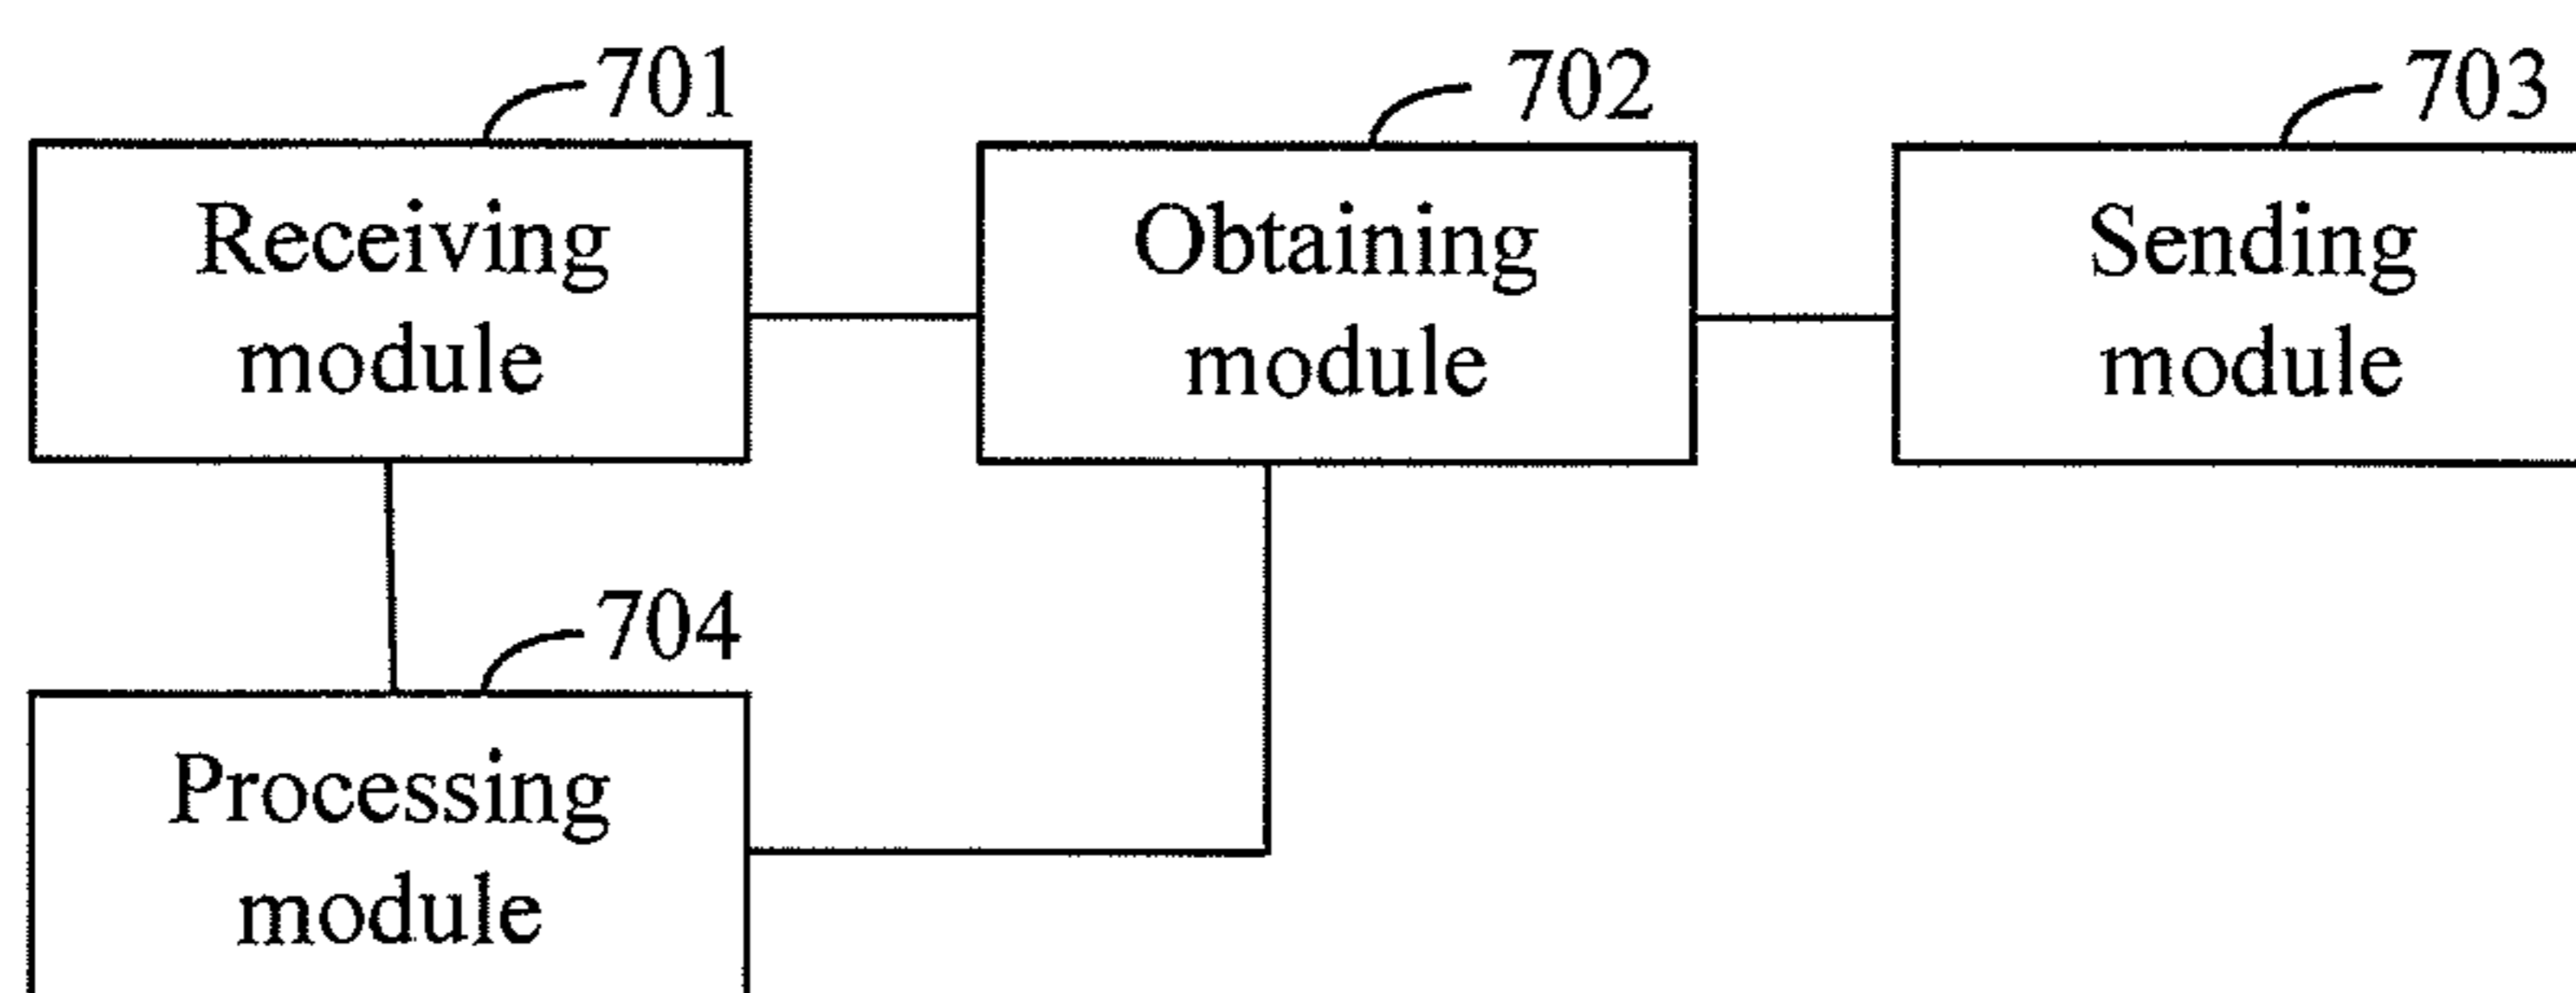 701
702
703
Receiving
module
Obtaining
module
Sending
module
704
Processing
module